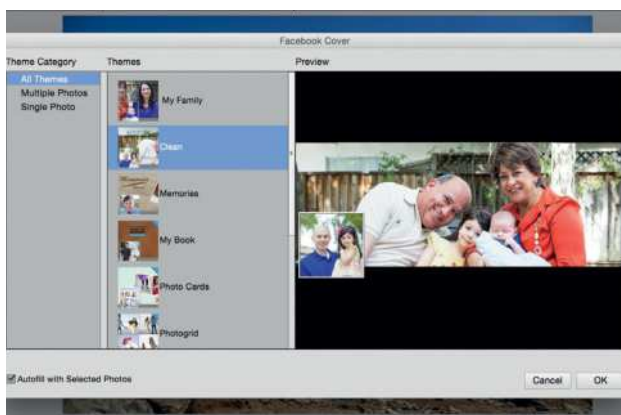 Facebook Cover
Theme Category
Themes
Preview
All Themes
Multiple Photos
Single Photo
My Family
Clean
Memories
My Book
Photo Cards
Photogrid
Autofill with Selected Photos
Cancel
OK